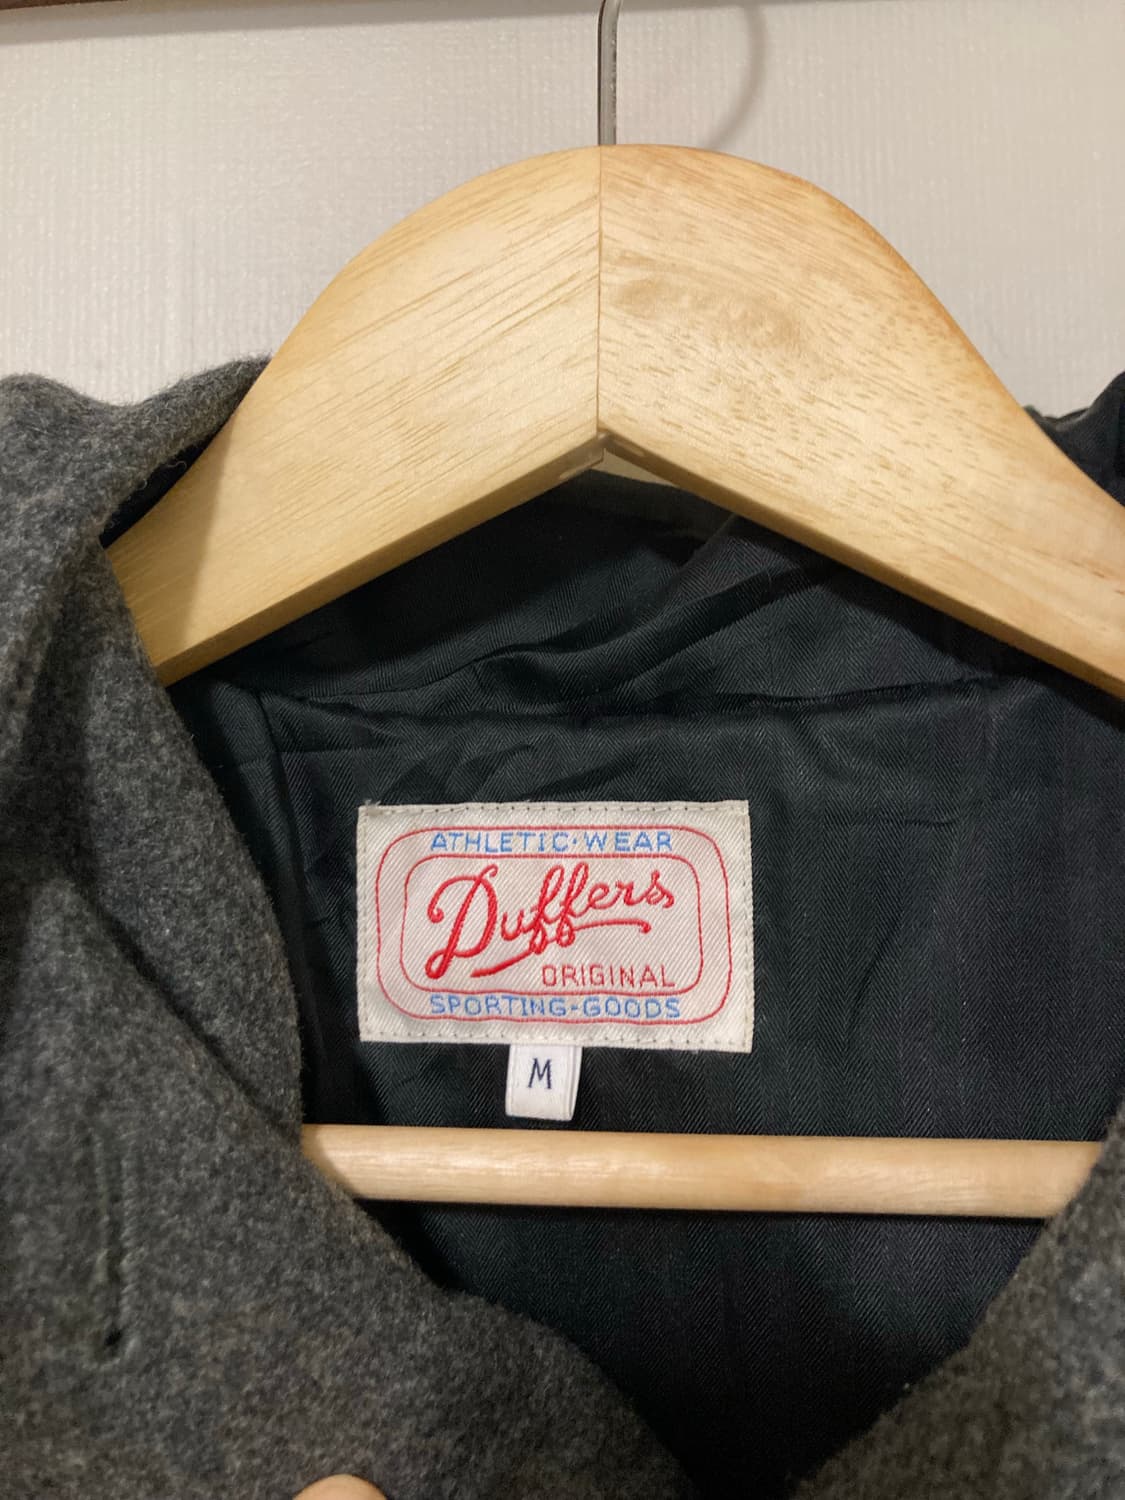 ATHLETIC·WEAR
Duffers
ORIGINAL
SPORTING-GOODS
M